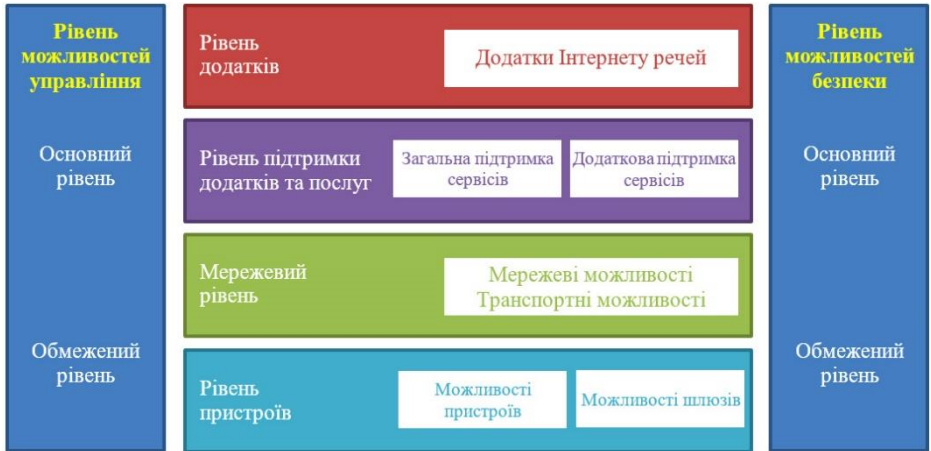 Рівень
можливостей
управління
Основний
рівень
Обмежений
рівень
Рівень
додатків
Додатки Інтернету речей
Рівень підтримки
додатків та послуг
Загальна підтримка
сервісів
Додаткова підтримка
сервісів
Мережевий
рівень
Мережеві можливості
Транспортні можливості
Рівень
пристроїв
Можливості
пристроїв
Можливості шлюзів
Рівень
можливостей
безпеки
Основний
рівень
Обмежений
рівень